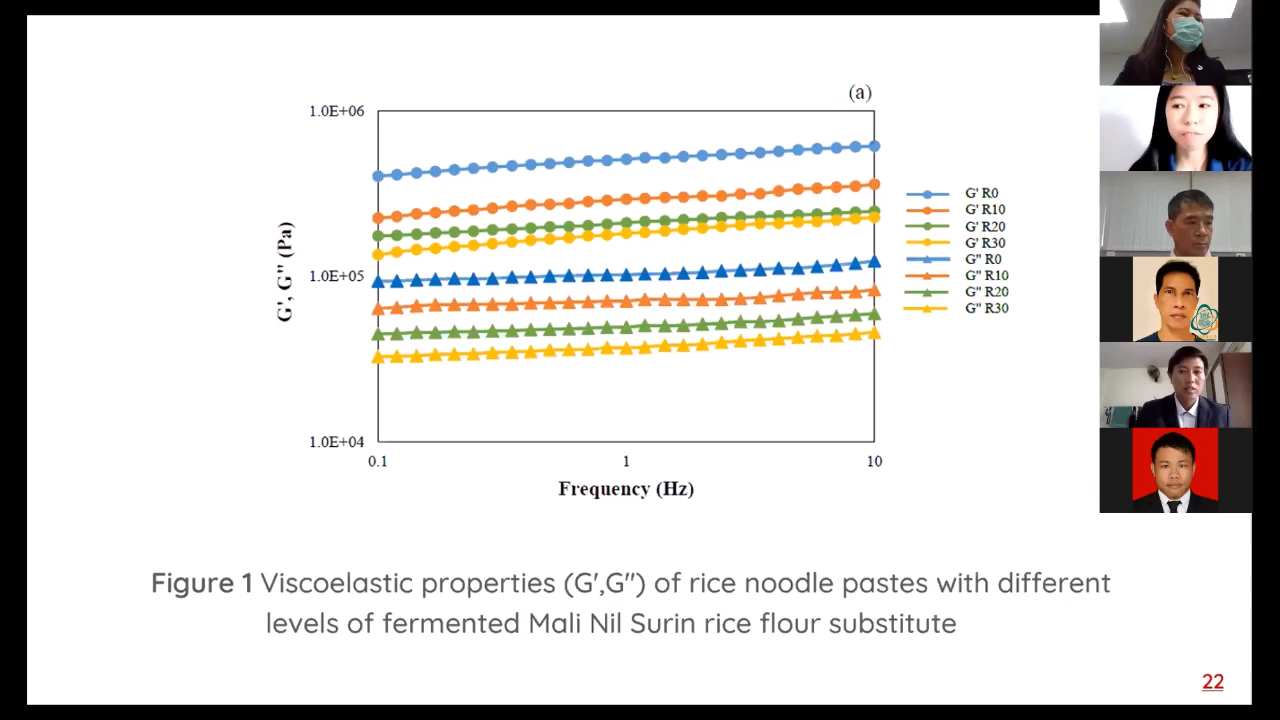 (a)
1.0E+06
1.0E+05
1.0E+04
G', G" (Pa)
0.1 1 10
Frequency (Hz)
G' R0
G' R10
G' R20
G' R30
G" R0
G" R10
G" R20
G" R30
Figure 1 Viscoelastic properties (G',G") of rice noodle pastes with different
levels of fermented Mali Nil Surin rice flour substitute
22